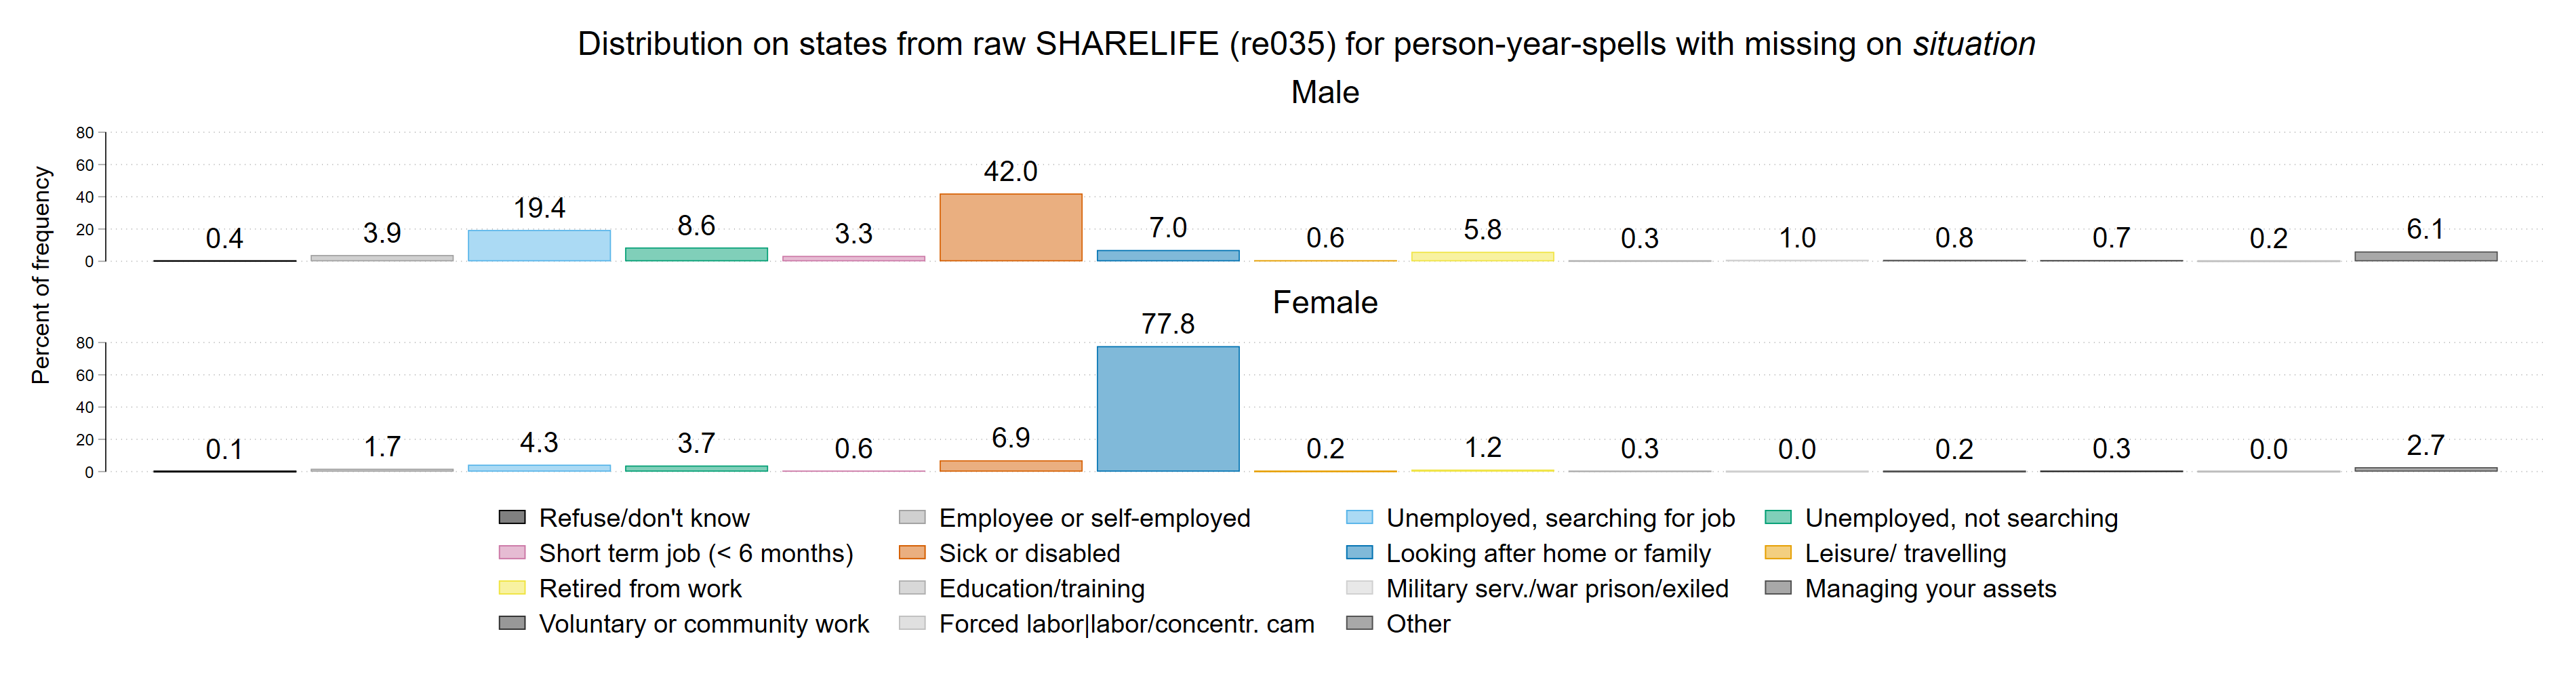 Distribution on states from raw SHARELIFE (re035) for person-year-spells with missing on situation
Male
Percent of frequency
80
60
40
20
0
0.4 3.9 19.4 8.6 3.3 42.0 7.0 0.6 5.8 0.3 1.0 0.8 0.7 0.2 6.1
Female
80
60
40
20
0
0.1 1.7 4.3 3.7 0.6 6.9 77.8 0.2 1.2 0.3 0.0 0.2 0.3 0.0 2.7
Refuse/don't know Employee or self-employed Unemployed, searching for job Unemployed, not searching
Short term job (< 6 months) Sick or disabled Looking after home or family Leisure/ travelling
Retired from work Education/training Military serv./war prison/exiled Managing your assets
Voluntary or community work Forced labor|labor/concentr. cam Other